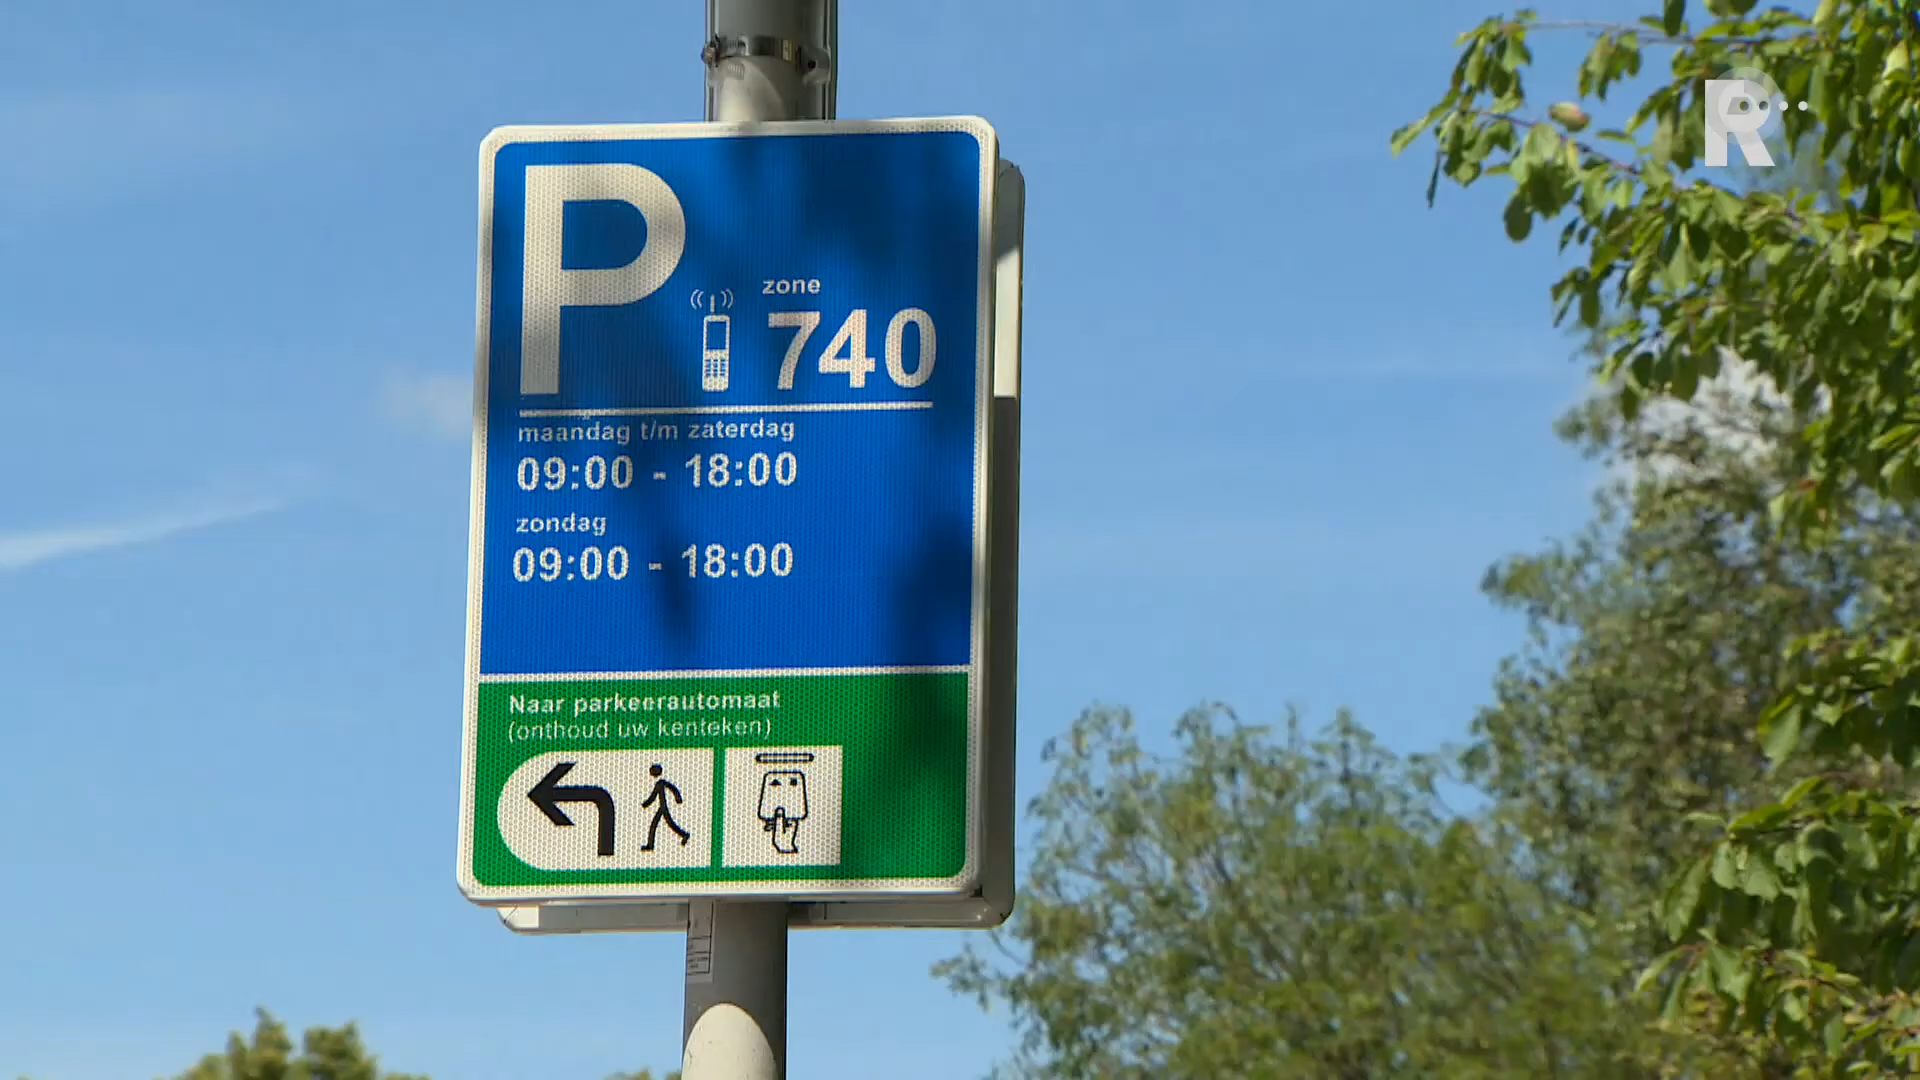 P
zone
740
maandag t/m zaterdag
09:00 - 18:00
zondag
09:00 - 18:00
Naar parkeerautomaat
(onthoud uw kenteken)
R